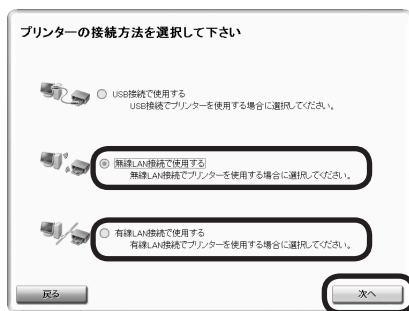 プリンターの接続方法を選択して下さい
USB接続で使用する
USB接続でプリンターを使用する場合に選択してください。
無線LAN接続で使用する
無線LAN接続でプリンターを使用する場合に選択してください。
有線LAN接続で使用する
有線LAN接続でプリンターを使用する場合に選択してください。
戻る
次へ